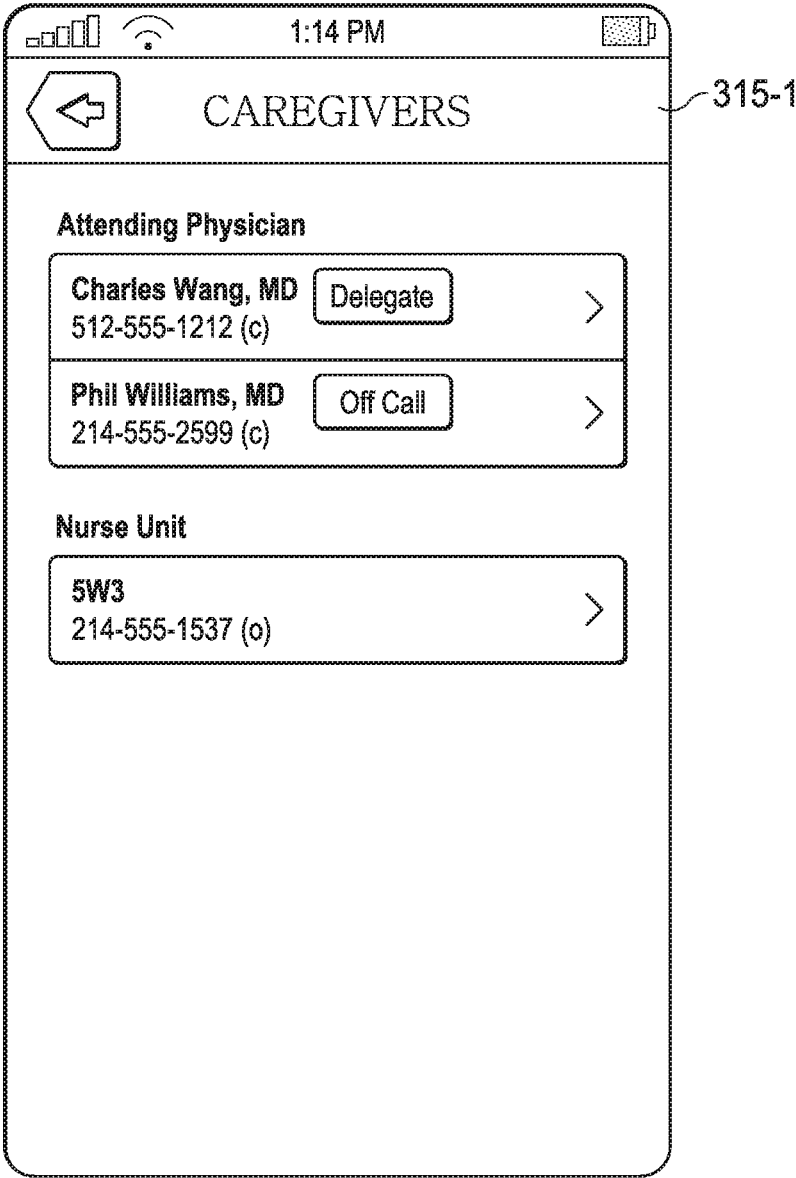 1:14 PM
CAREGIVERS
315-1
Attending Physician
Charles Wang, MD Delegate
512-555-1212 (c)
Phil Williams, MD Off Call
214-555-2599 (c)
Nurse Unit
5W3
214-555-1537 (o)